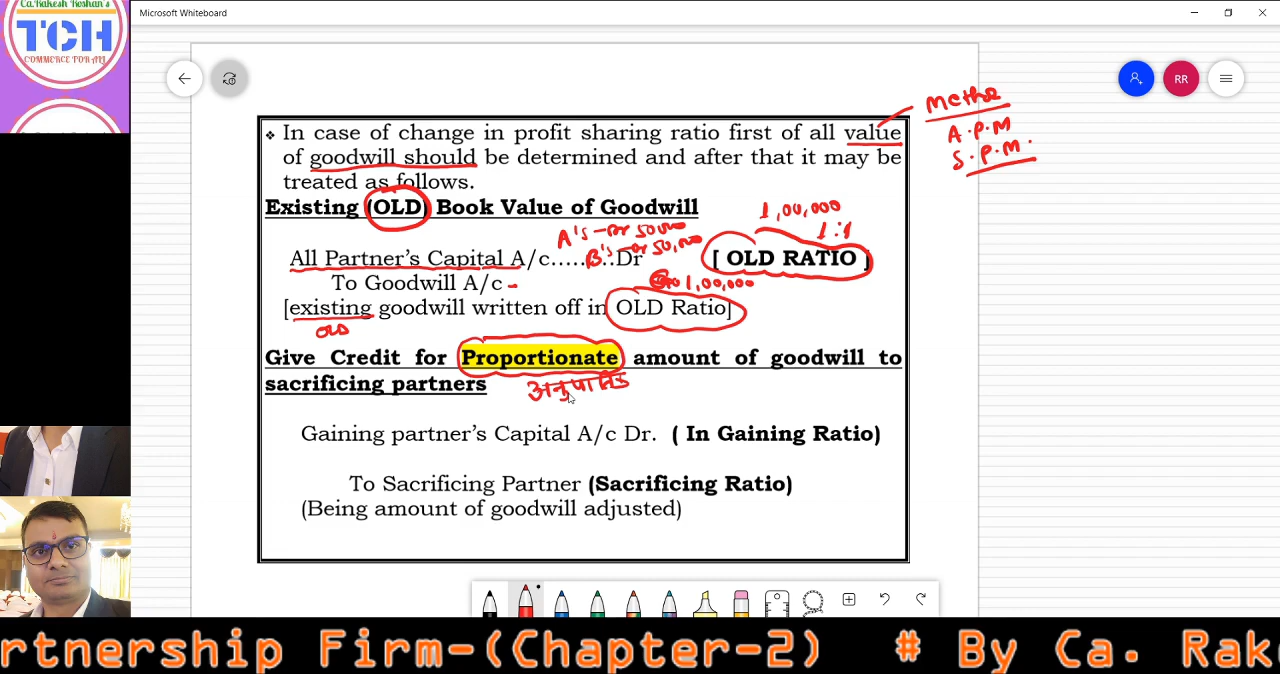 Ca.Rakesh Roshan's
TCH
COMMERCE FOR ALL
Microsoft Whiteboard
RR
Metho
A.P.M
S.P.M.
❖ In case of change in profit sharing ratio first of all value
of goodwill should be determined and after that it may be
treated as follows.
Existing (OLD) Book Value of Goodwill
1,00,000
1:1
A's - Dr 50,000
B's - Dr 50,000
All Partner's Capital A/c.....……..Dr [ OLD RATIO ]
To Goodwill A/c -
1,00,000
[existing goodwill written off in OLD Ratio]
OLD
Give Credit for Proportionate amount of goodwill to
sacrificing partners
अनुपातिक
Gaining partner's Capital A/c Dr. ( In Gaining Ratio)
To Sacrificing Partner (Sacrificing Ratio)
(Being amount of goodwill adjusted)
rtnership Firm-(Chapter-2) # By Ca. Rak